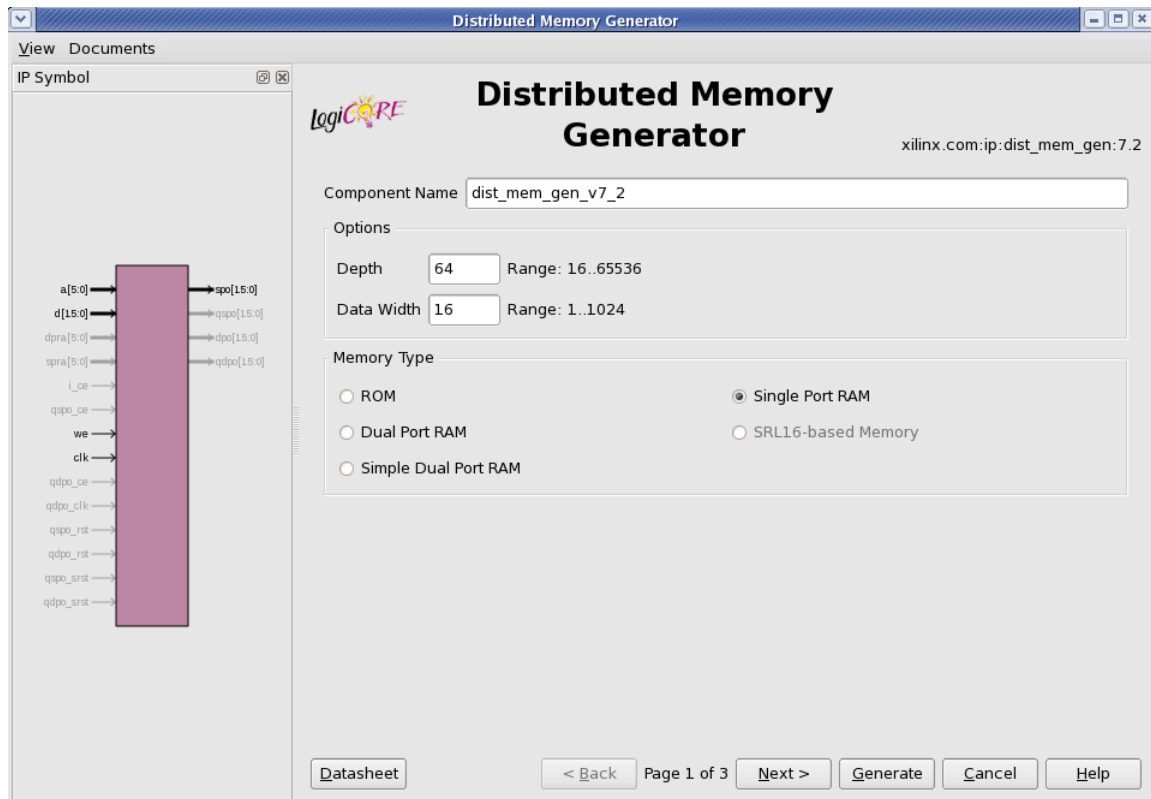 Distributed Memory Generator
View Documents
IP Symbol
LogiCORE
Distributed Memory
Generator
xilinx.com:ip:dist_mem_gen:7.2
Component Name dist_mem_gen_v7_2
Options
Depth 64 Range: 16..65536
Data Width 16 Range: 1..1024
Memory Type
ROM
Single Port RAM
Dual Port RAM
SRL16-based Memory
Simple Dual Port RAM
a[5:0]
spo[15:0]
d[15:0]
qspo[15:0]
dpra[5:0]
dpo[15:0]
spra[5:0]
qdpo[15:0]
i_ce
qspo_ce
we
clk
qdpo_ce
qdpo_clk
qspo_rst
qdpo_rst
qspo_srst
qdpo_srst
Datasheet
< Back
Page 1 of 3
Next >
Generate
Cancel
Help